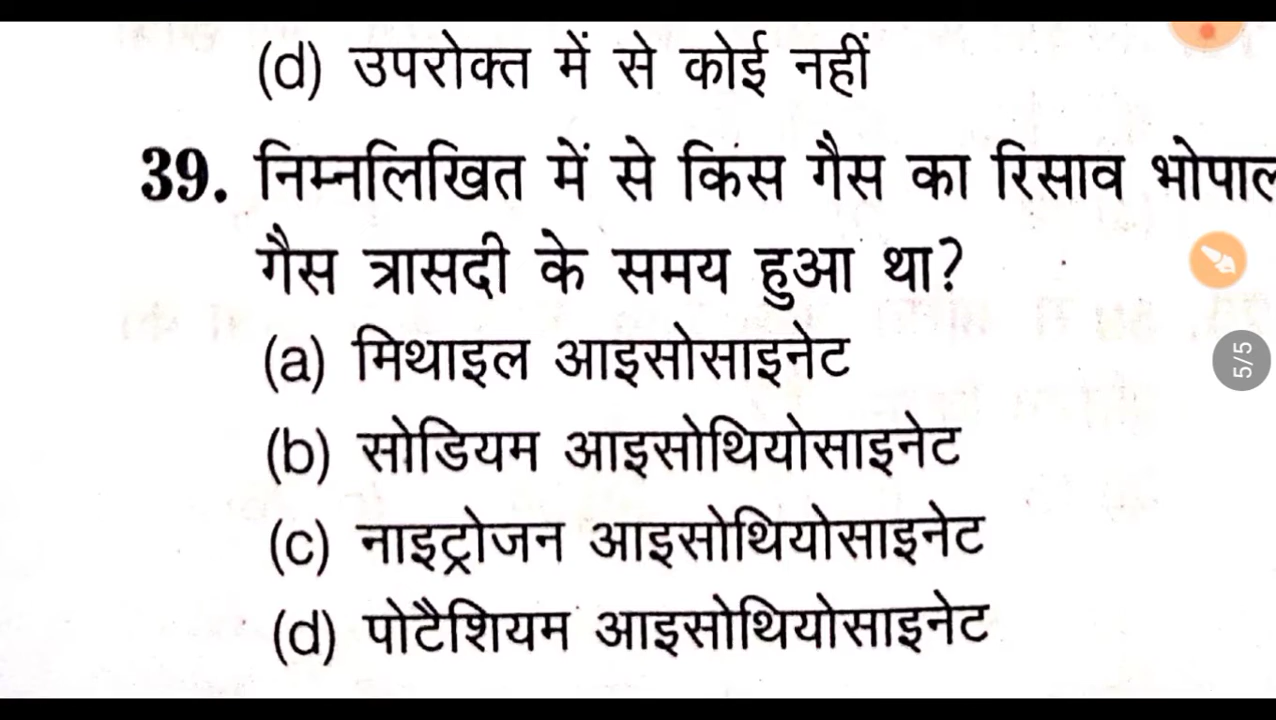 (d) उपरोक्त में से कोई नहीं
39. निम्नलिखित में से किस गैस का रिसाव भोपाल
गैस त्रासदी के समय हुआ था?
(a) मिथाइल आइसोसाइनेट
(b) सोडियम आइसोथियोसाइनेट
(c) नाइट्रोजन आइसोथियोसाइनेट
(d) पोटैशियम आइसोथियोसाइनेट
5/5